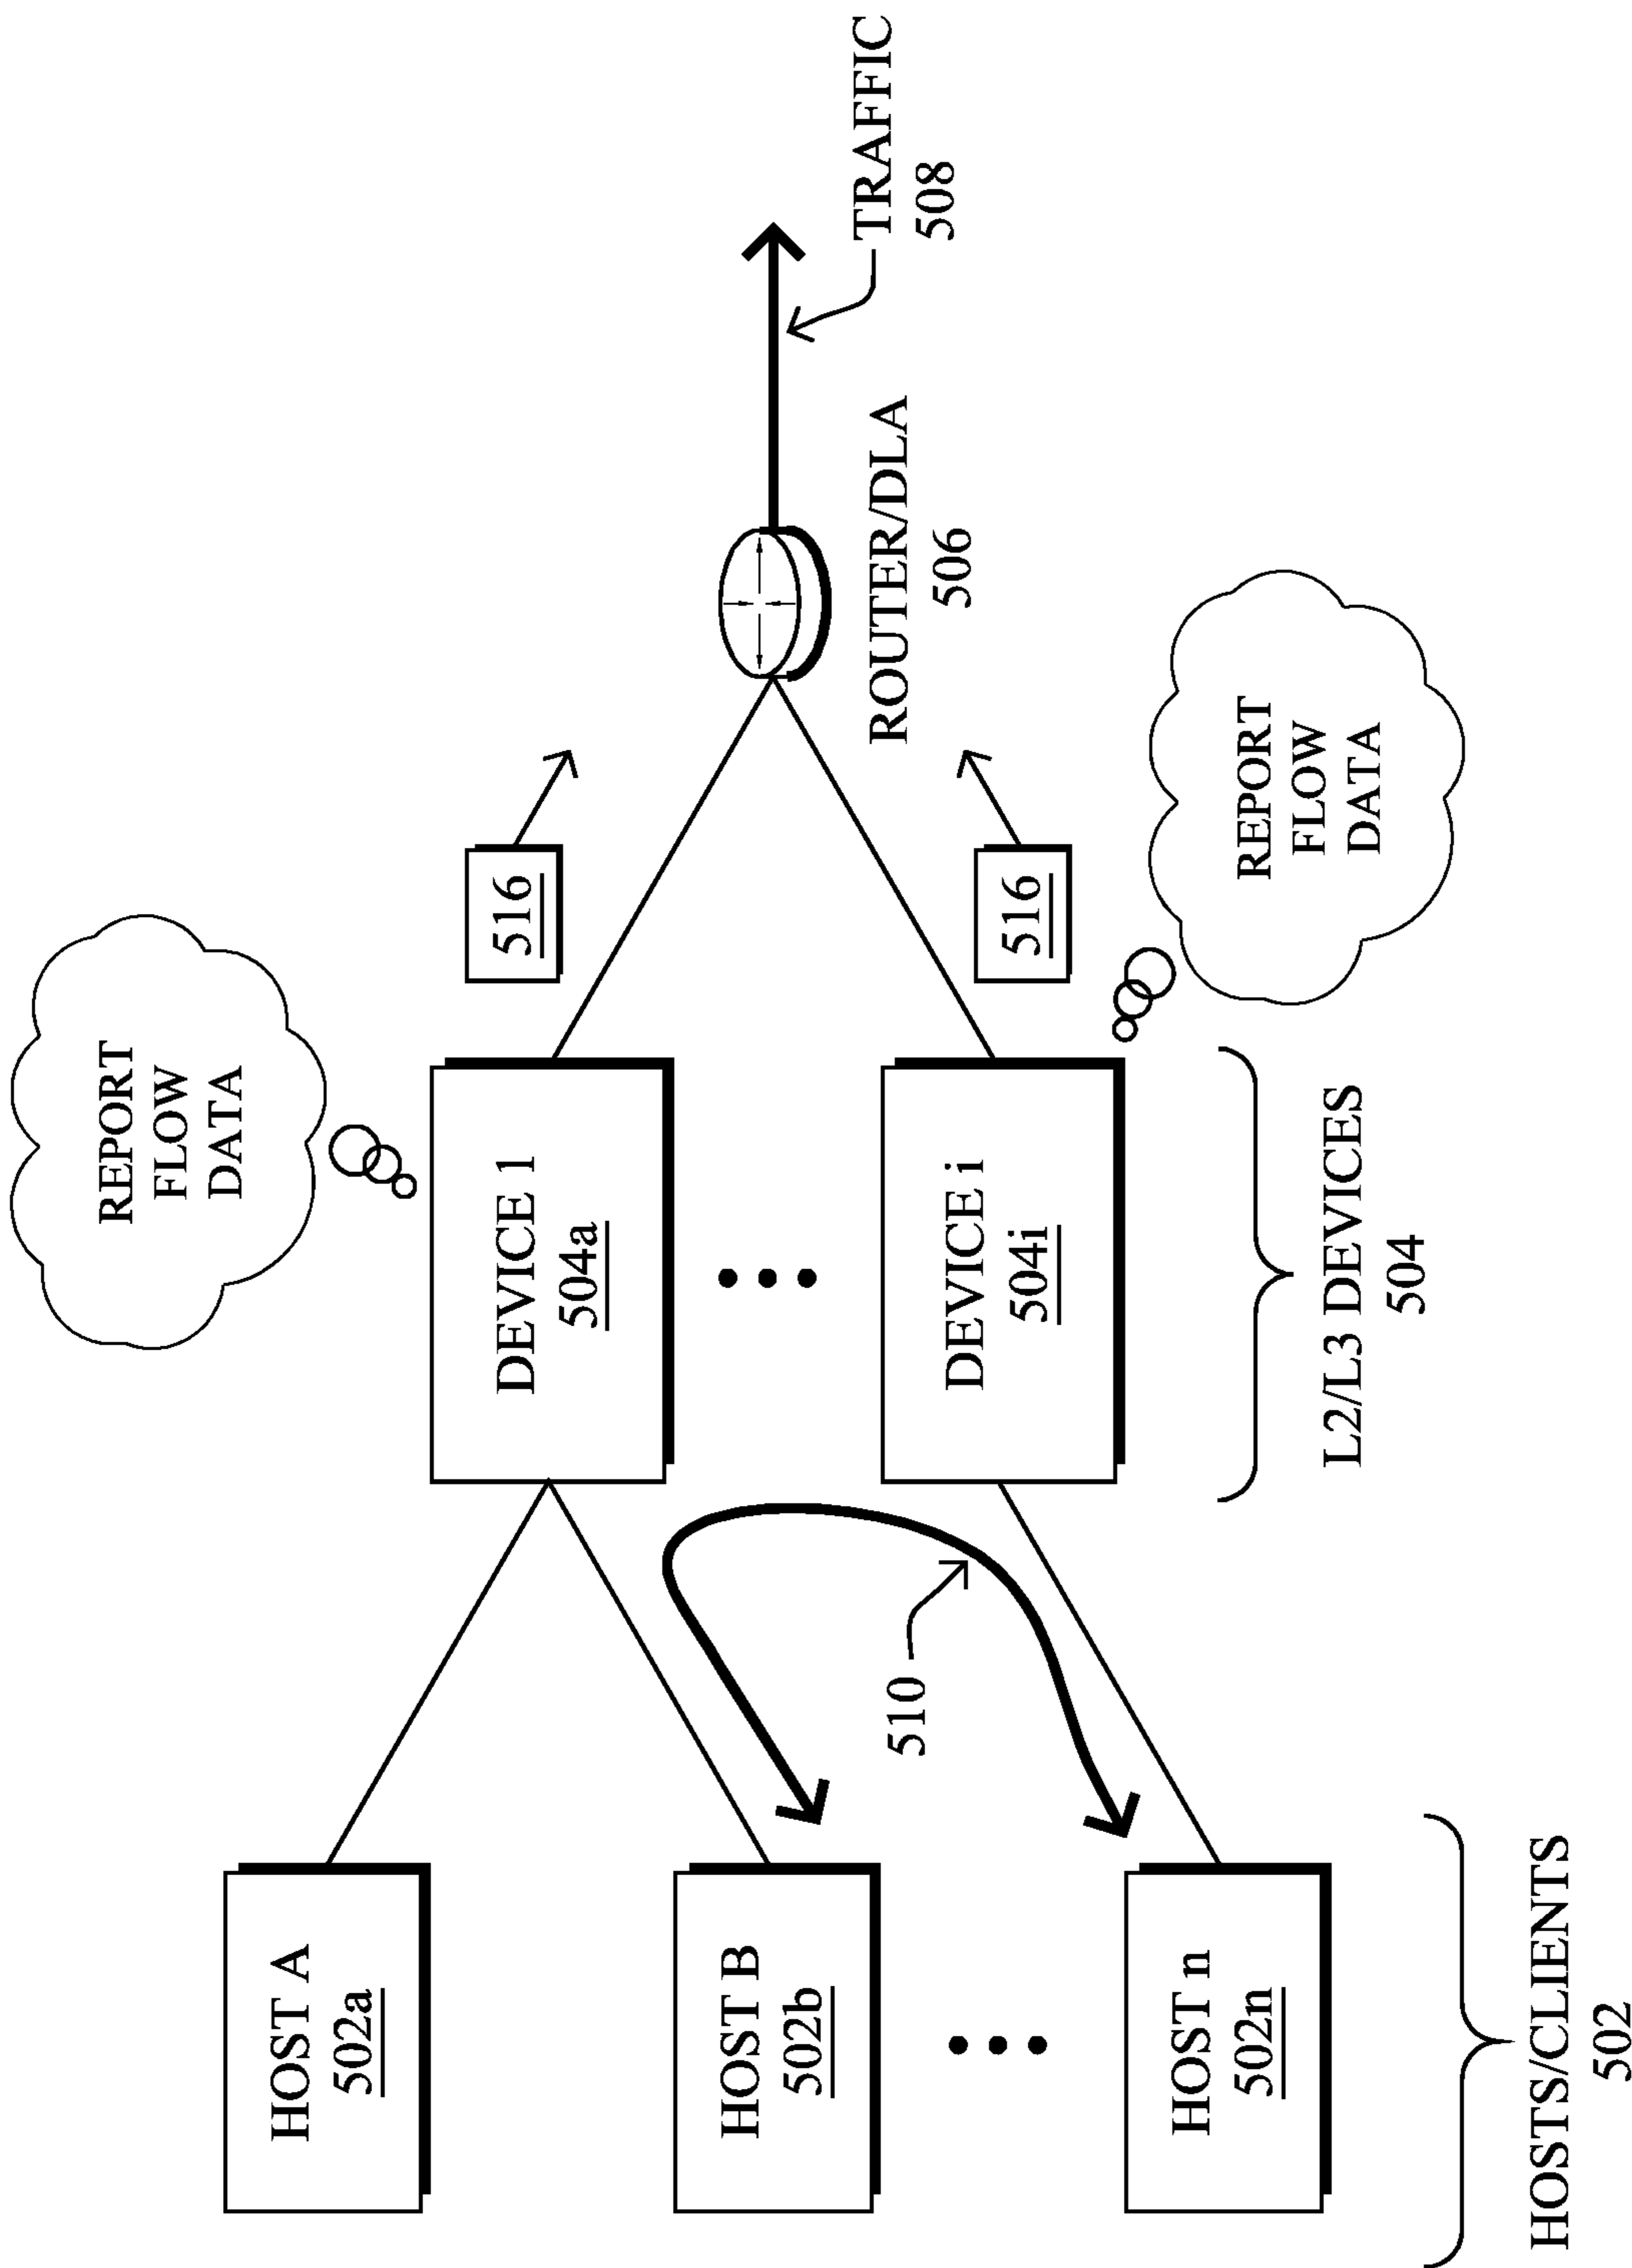 REPORT
FLOW
DATA
HOST A
502a
DEVICE 1
504a
516
HOST B
502b
510
ROUTER/DLA
506
TRAFFIC
508
DEVICE i
504i
516
HOST n
502n
REPORT
FLOW
DATA
L2/L3 DEVICES
504
HOSTS/CLIENTS
502